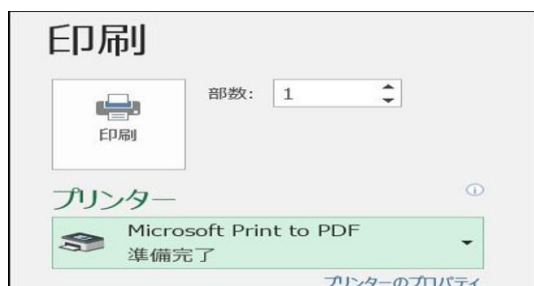 印刷
部数: 1
印刷
プリンター
Microsoft Print to PDF
準備完了
プリンターのプロパティ